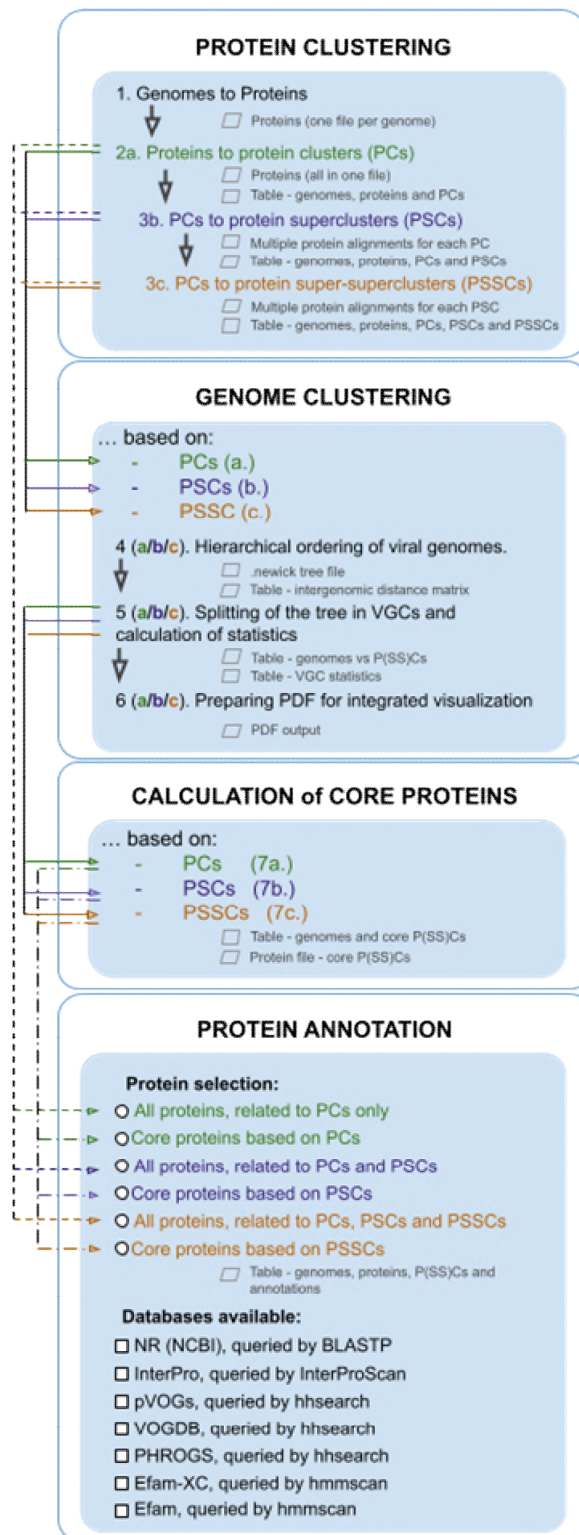 PROTEIN CLUSTERING
1. Genomes to Proteins
Proteins (one file per genome)
2a. Proteins to protein clusters (PCs)
Proteins (all in one file)
Table - genomes, proteins and PCs
3b. PCs to protein superclusters (PSCs)
Multiple protein alignments for each PC
Table - genomes, proteins, PCs and PSCs
3c. PCs to protein super-superclusters (PSSCs)
Multiple protein alignments for each PSC
Table - genomes, proteins, PCs, PSCs and PSSCs
GENOME CLUSTERING
... based on:
- PCs (a.)
- PSCs (b.)
- PSSC (c.)
4 (a/b/c). Hierarchical ordering of viral genomes.
.newick tree file
Table - intergenomic distance matrix
5 (a/b/c). Splitting of the tree in VGCs and
calculation of statistics
Table - genomes vs P(SS)Cs
Table - VGC statistics
6 (a/b/c). Preparing PDF for integrated visualization
PDF output
CALCULATION of CORE PROTEINS
... based on:
- PCs (7a.)
- PSCs (7b.)
- PSSCs (7c.)
Table - genomes and core P(SS)Cs
Protein file - core P(SS)Cs
PROTEIN ANNOTATION
Protein selection:
All proteins, related to PCs only
Core proteins based on PCs
All proteins, related to PCs and PSCs
Core proteins based on PSCs
All proteins, related to PCs, PSCs and PSSCs
Core proteins based on PSSCs
Table - genomes, proteins, P(SS)Cs and
annotations
Databases available:
NR (NCBI), queried by BLASTP
InterPro, queried by InterProScan
pVOGs, queried by hhsearch
VOGDB, queried by hhsearch
PHROGS, queried by hhsearch
Efam-XC, queried by hmmscan
Efam, queried by hmmscan